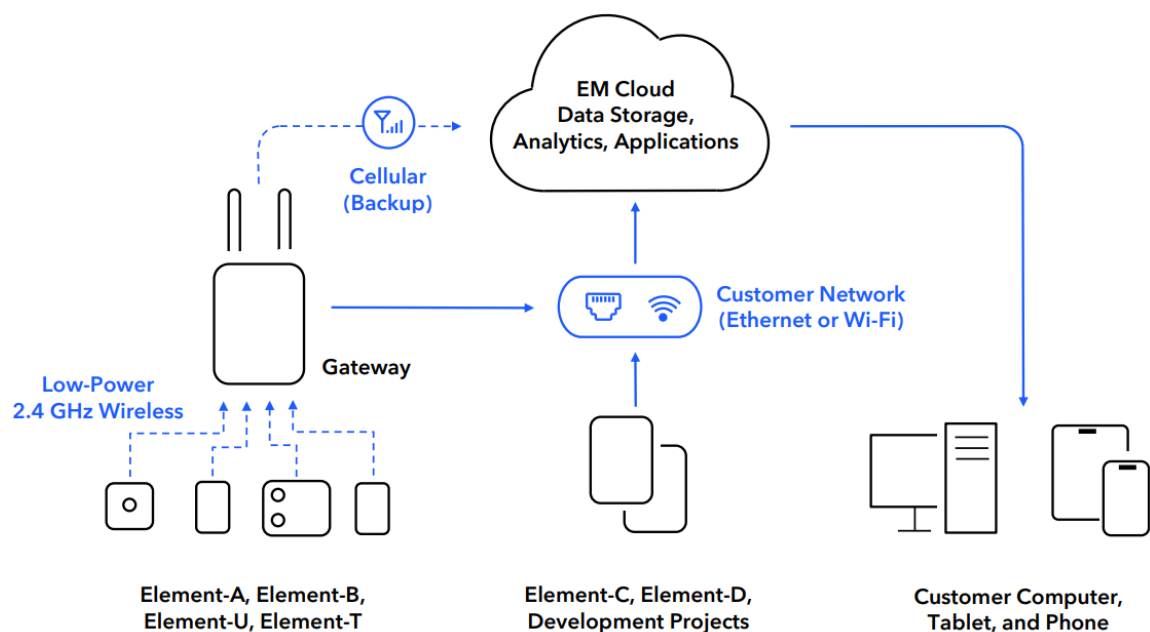 EM Cloud
Data Storage,
Analytics, Applications
Cellular
(Backup)
Customer Network
(Ethernet or Wi-Fi)
Gateway
Low-Power
2.4 GHz Wireless
Element-A, Element-B,
Element-U, Element-T
Element-C, Element-D,
Development Projects
Customer Computer,
Tablet, and Phone